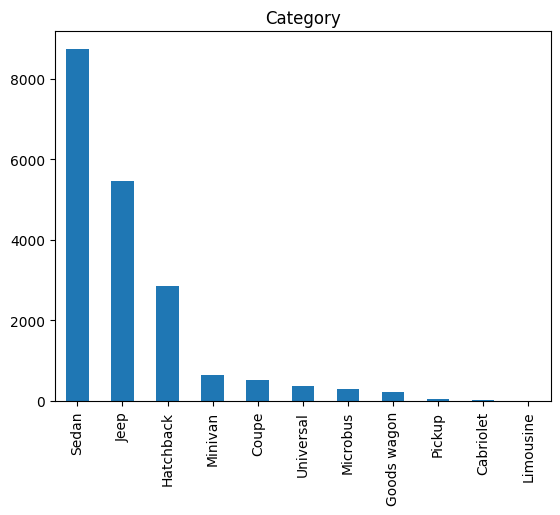 Category
8000
6000
4000
2000
0
Sedan
Jeep
Hatchback
Minivan
Coupe
Universal
Microbus
Goods wagon
Pickup
Cabriolet
Limousine